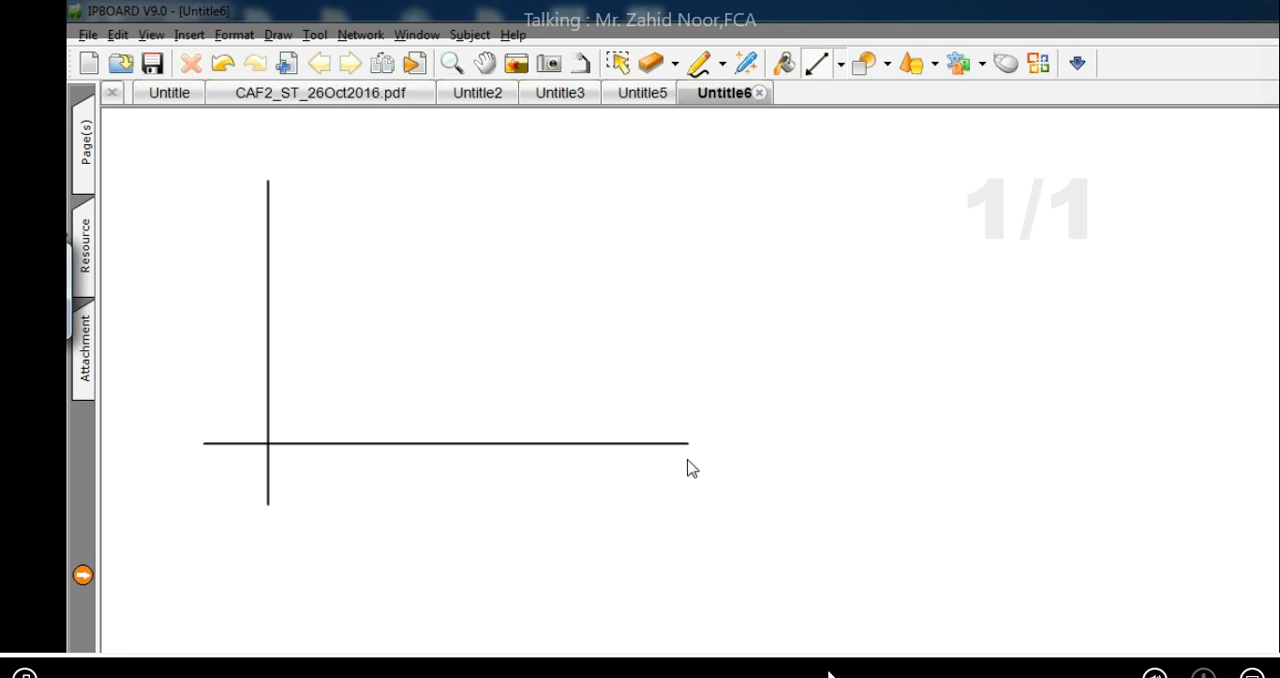 IPBOARD V9.0 - [Untitle6]
Talking : Mr. Zahid Noor,FCA
File Edit View Insert Format Draw Tool Network Window Subject Help
Untitle CAF2_ST_26Oct2016.pdf Untitle2 Untitle3 Untitle5 Untitle6
Page(s)
Resource
Attachment
1/1